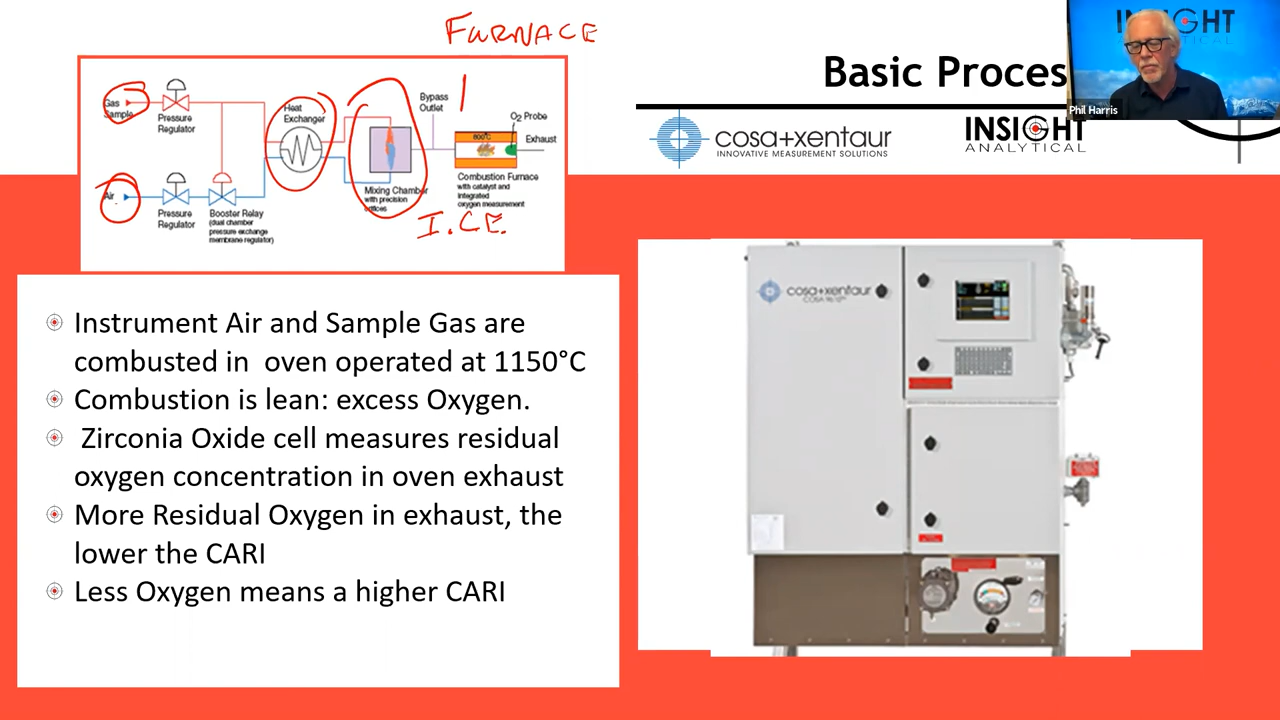 FURNACE
Basic Proces
INSIGHT
Phil Harris
cosa+xentaur
INNOVATIVE MEASUREMENT SOLUTIONS
INSIGHT
ANALYTICAL
Gas
Sample
Pressure
Regulator
Heat
Exchanger
Bypass
Outlet
O2 Probe
800°C
Exhaust
Mixing Chamber
with precision
orifices
Combustion Furnace
with catalyst and
integrated
oxygen measurement
Air
Pressure
Regulator
Booster Relay
(dual chamber
pressure exchange
membrane regulator)
I.C.E.
Instrument Air and Sample Gas are
combusted in oven operated at 1150°C
Combustion is lean: excess Oxygen.
Zirconia Oxide cell measures residual
oxygen concentration in oven exhaust
More Residual Oxygen in exhaust, the
lower the CARI
Less Oxygen means a higher CARI
cosa+xentaur
COSA 9610